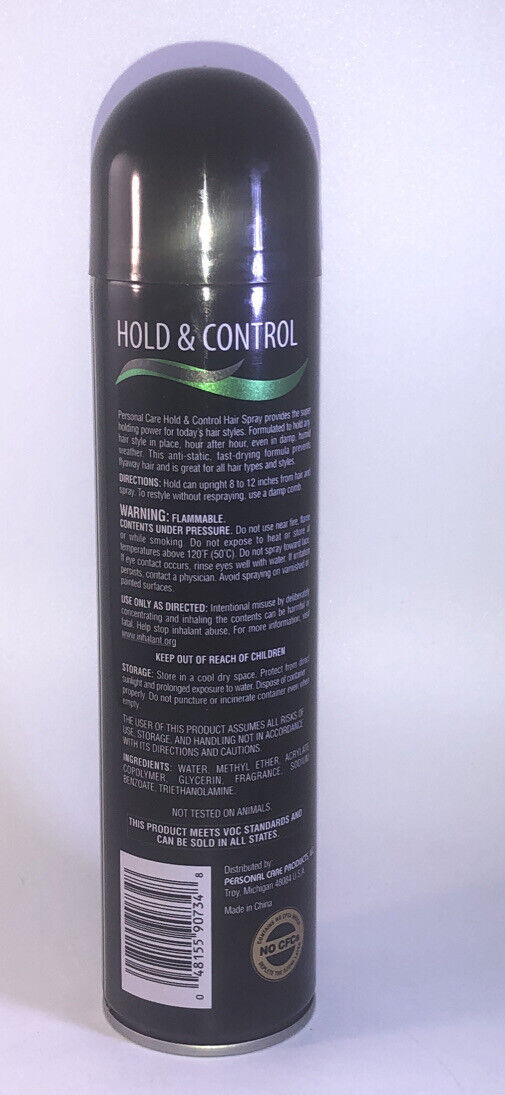 HOLD & CONTROL
Personal Care Hold & Control Hair Spray provides the super
holding power for today's hair styles. Formulated to hold any
hair style in place, hour after hour, even in damp, humid
weather. This anti-static, fast-drying formula prevents
flyaway hair and is great for all hair types and styles.
DIRECTIONS: Hold can upright 8 to 12 inches from hair and
spray. To restyle without respraying, use a damp comb.
WARNING: FLAMMABLE.
CONTENTS UNDER PRESSURE. Do not use near fire, flame
or while smoking. Do not expose to heat or store at
temperatures above 120°F (50°C). Do not spray toward face.
If eye contact occurs, rinse eyes well with water. If irritation
persists, contact a physician. Avoid spraying on varnished or
painted surfaces.
USE ONLY AS DIRECTED: Intentional misuse by deliberately
concentrating and inhaling the contents can be harmful or
fatal. Help stop inhalant abuse. For more information, visit
www.inhalant.org
KEEP OUT OF REACH OF CHILDREN
STORAGE: Store in a cool dry space. Protect from direct
sunlight and prolonged exposure to water. Dispose of container
properly. Do not puncture or incinerate container even when
empty.
THE USER OF THIS PRODUCT ASSUMES ALL RISKS OF
USE, STORAGE, AND HANDLING NOT IN ACCORDANCE
WITH ITS DIRECTIONS AND CAUTIONS.
INGREDIENTS: WATER, METHYL ETHER, ACRYLATE
COPOLYMER, GLYCERIN, FRAGRANCE, SODIUM
BENZOATE, TRIETHANOLAMINE.
NOT TESTED ON ANIMALS.
THIS PRODUCT MEETS VOC STANDARDS AND
CAN BE SOLD IN ALL STATES.
Distributed by:
PERSONAL CARE PRODUCTS,
Troy, Michigan 48084 U.S.A.
Made in China
0 48155 90734 8
CONTAINS NO CFCs WHICH
NO CFCs
DEPLETE THE OZONE